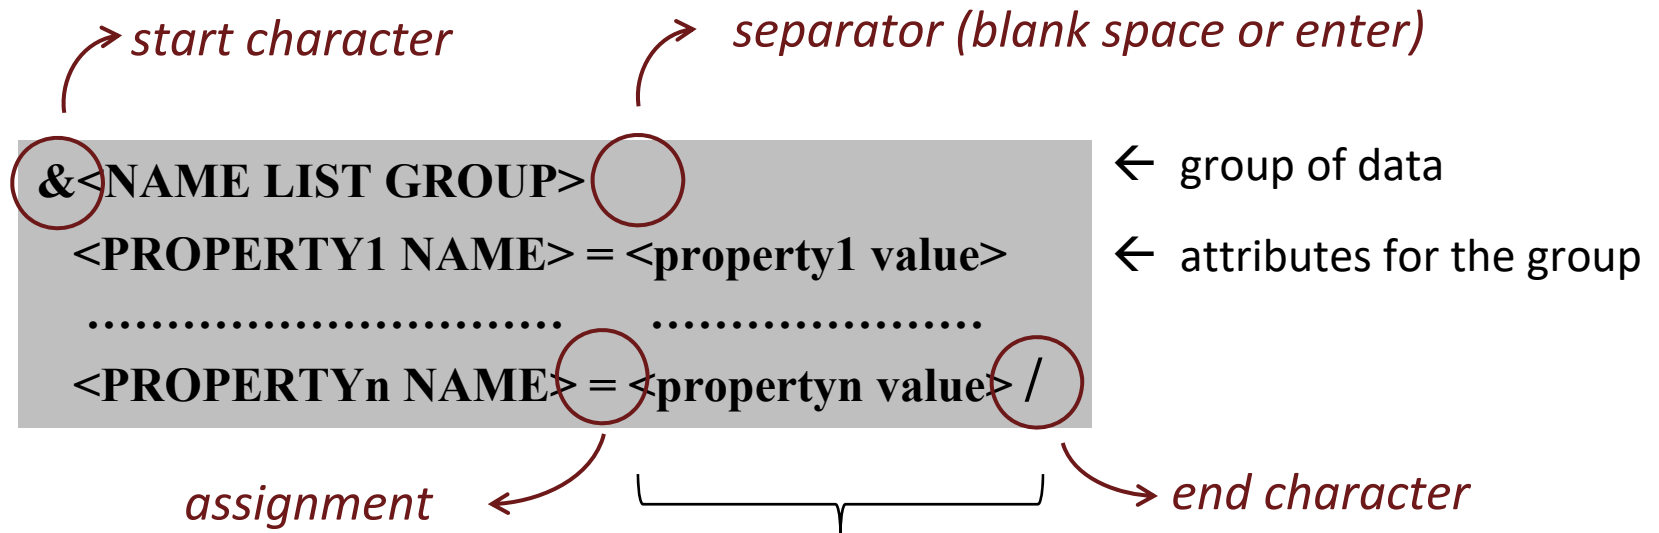 start character separator (blank space or enter)
&<NAME LIST GROUP> ← group of data
<PROPERTY1 NAME> = <property1 value> ← attributes for the group
.............................. .....................
<PROPERTYn NAME> = <propertyn value> /
assignment end character